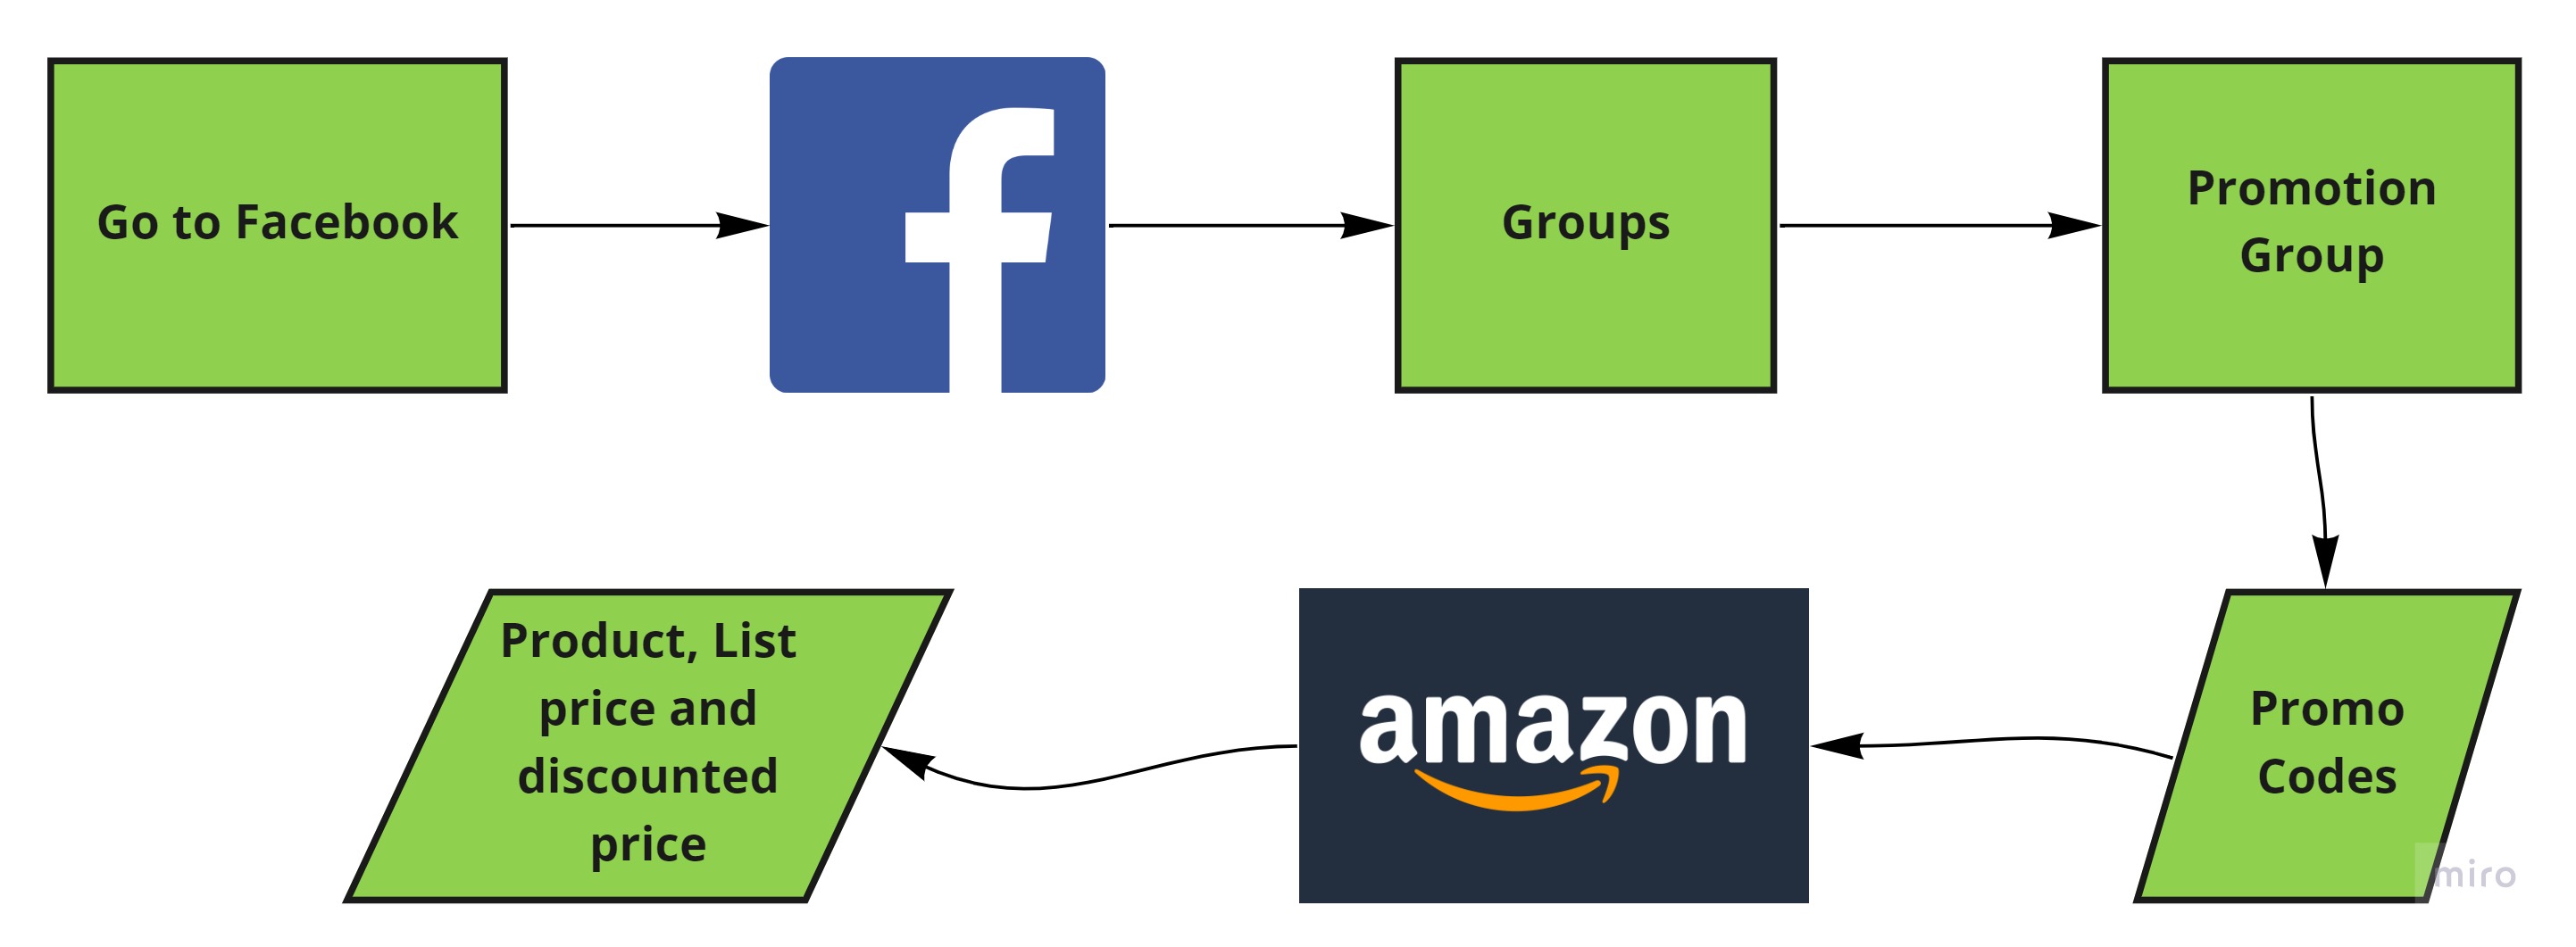 Go to Facebook
f
Groups
Promotion
Group
Product, List
price and
discounted
price
amazon
Promo
Codes
miro